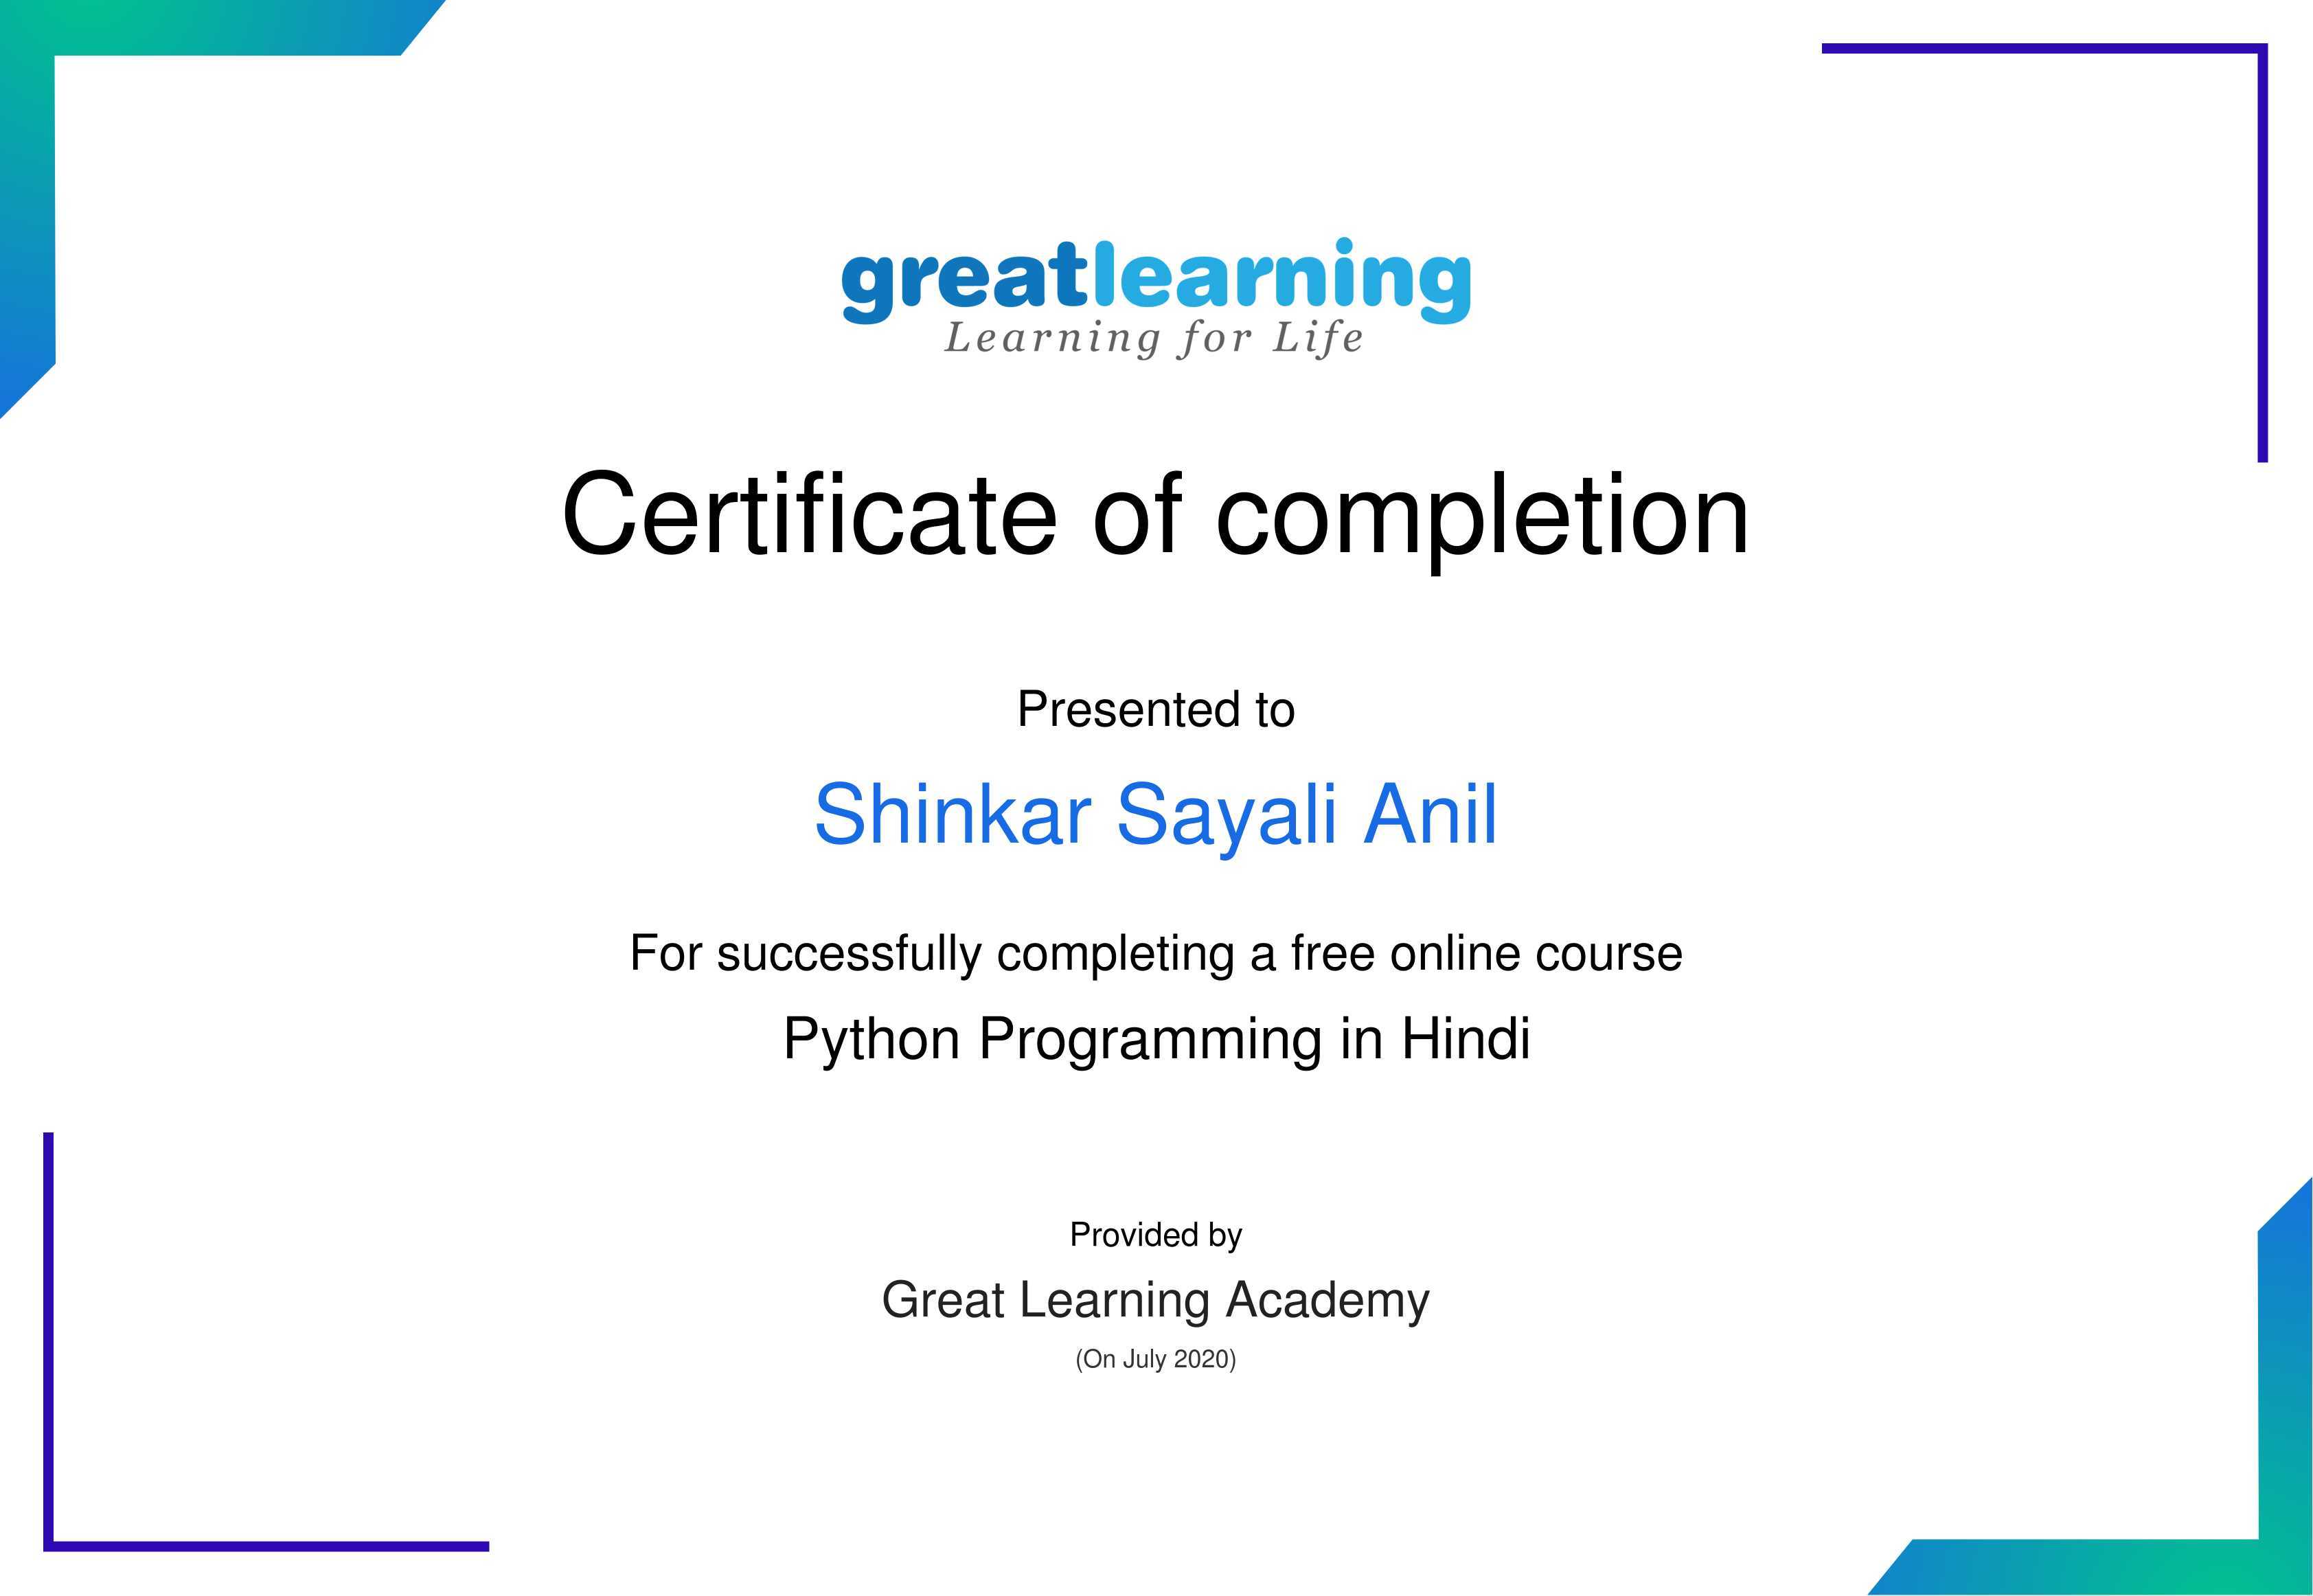 greatlearning
Learning for Life
Certificate of completion
Presented to
Shinkar Sayali Anil
For successfully completing a free online course
Python Programming in Hindi
Provided by
Great Learning Academy
(On July 2020)